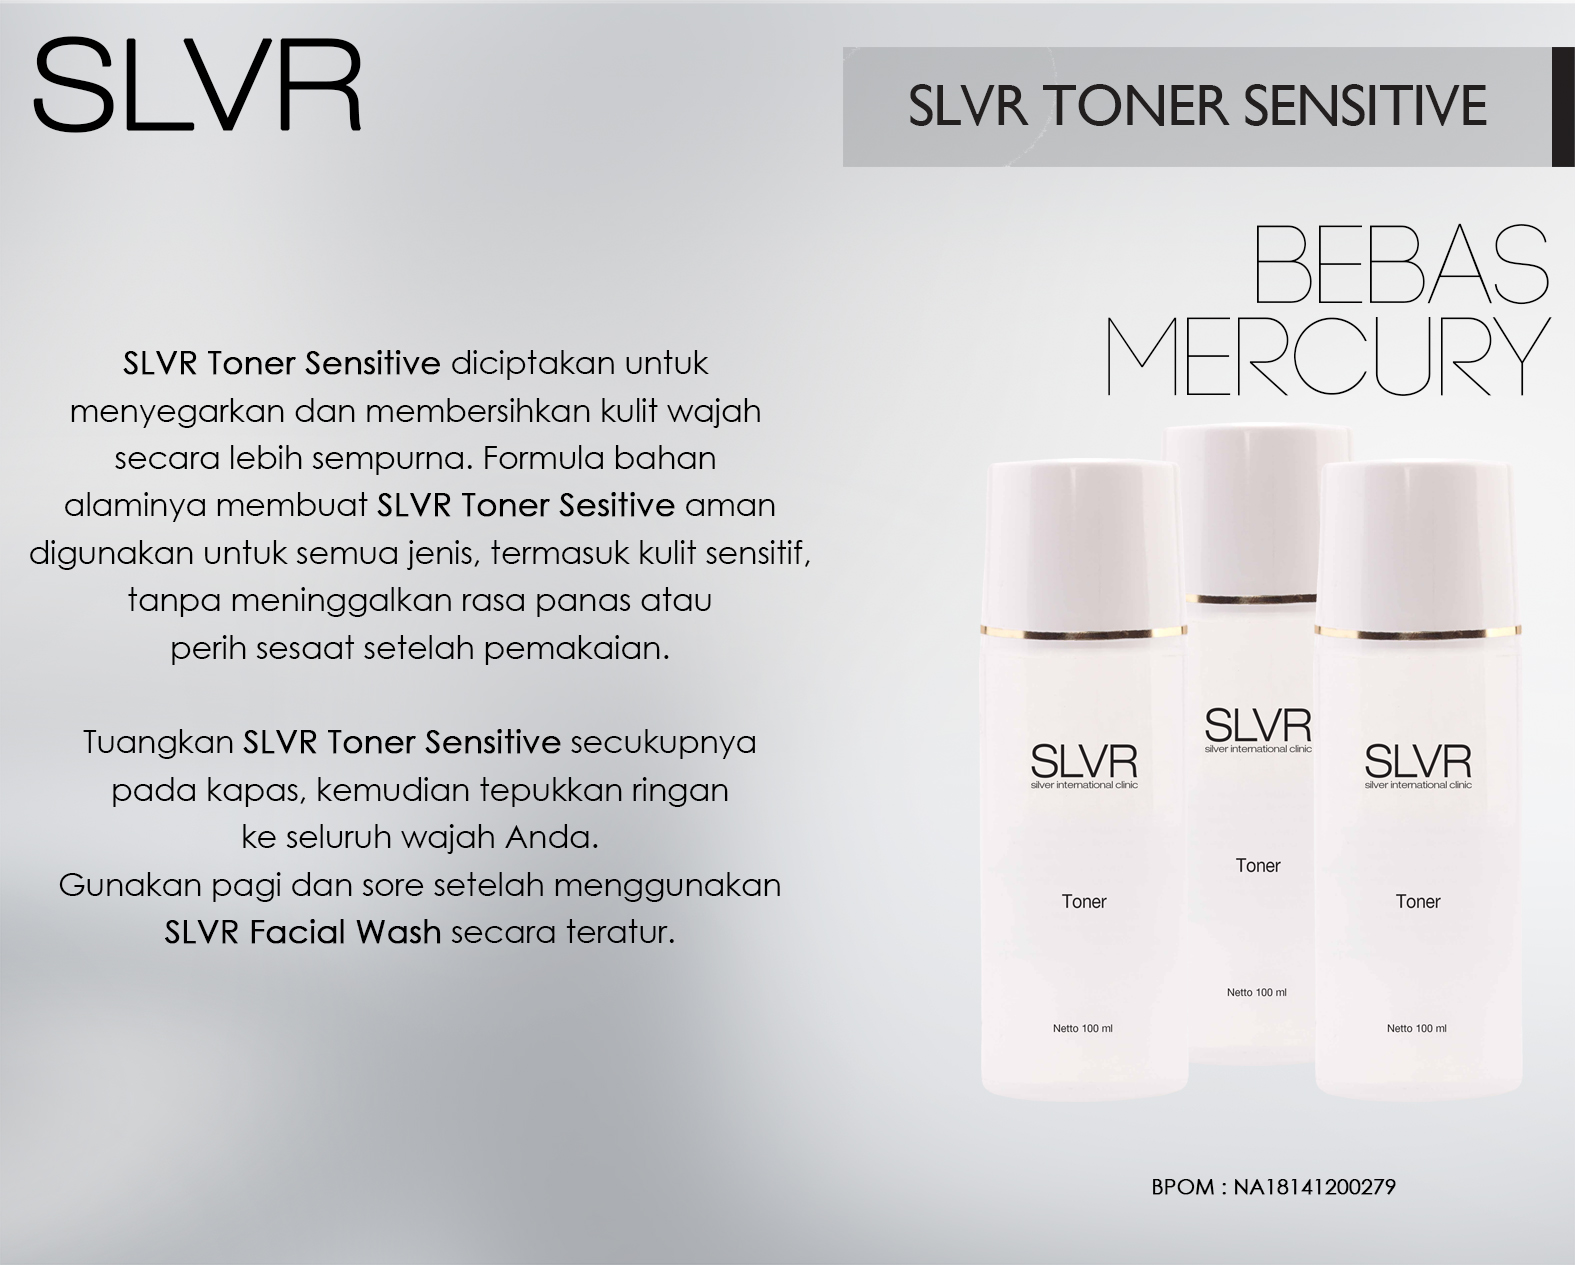 SLVR
SLVR TONER SENSITIVE
BEBAS
MERCURY
SLVR Toner Sensitive diciptakan untuk
menyegarkan dan membersihkan kulit wajah
secara lebih sempurna. Formula bahan
alaminya membuat SLVR Toner Sesitive aman
digunakan untuk semua jenis, termasuk kulit sensitif,
tanpa meninggalkan rasa panas atau
perih sesaat setelah pemakaian.
Tuangkan SLVR Toner Sensitive secukupnya
pada kapas, kemudian tepukkan ringan
ke seluruh wajah Anda.
Gunakan pagi dan sore setelah menggunakan
SLVR Facial Wash secara teratur.
SLVR
silver international clinic
Toner
Netto 100 ml
SLVR
silver international clinic
Toner
Netto 100 ml
SLVR
silver international clinic
Toner
Netto 100 ml
BPOM : NA18141200279